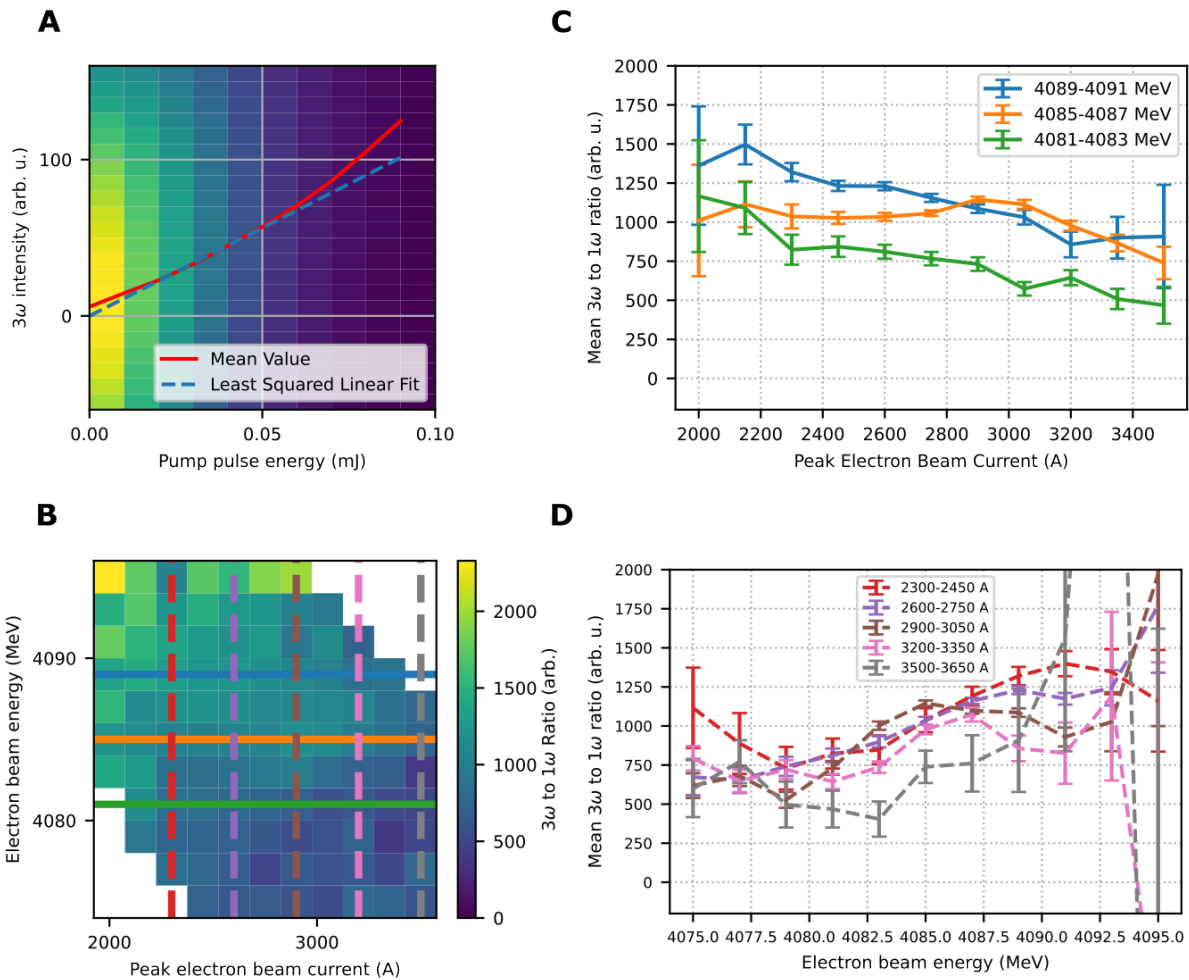 A
3ω intensity (arb. u.)
100
0
Mean Value
Least Squared Linear Fit
0.00
0.05
0.10
Pump pulse energy (mJ)
C
Mean 3ω to 1ω ratio (arb. u.)
2000
1750
1500
1250
1000
750
500
250
0
4089-4091 MeV
4085-4087 MeV
4081-4083 MeV
2000
2200
2400
2600
2800
3000
3200
3400
Peak Electron Beam Current (A)
B
Electron beam energy (MeV)
4090
4080
2000
3000
Peak electron beam current (A)
2000
1500
1000
500
0
3ω to 1ω Ratio (arb.)
D
Mean 3ω to 1ω ratio (arb. u.)
2000
1750
1500
1250
1000
750
500
250
0
2300-2450 A
2600-2750 A
2900-3050 A
3200-3350 A
3500-3650 A
4075.0
4077.5
4080.0
4082.5
4085.0
4087.5
4090.0
4092.5
4095.0
Electron beam energy (MeV)